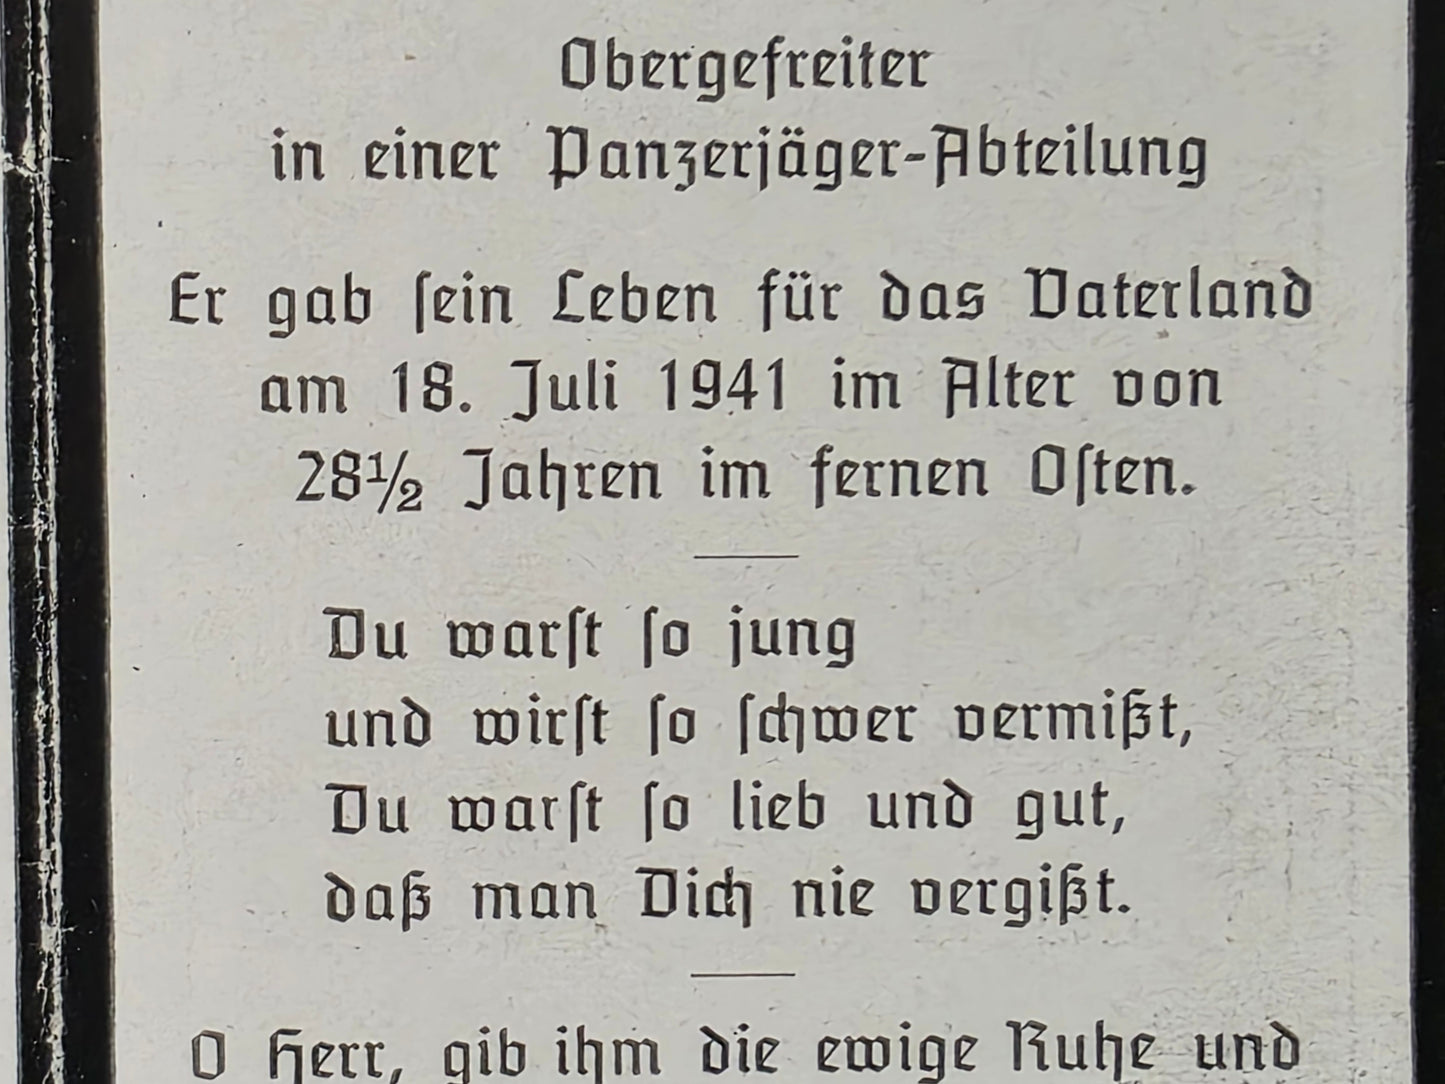 Obergefreiter
in einer Panzerjäger-Abteilung
Er gab ſein Leben für das Vaterland
am 18. Juli 1941 im Alter von
28½ Jahren im fernen Oſten.
Du warſt ſo jung
und wirſt ſo ſchwer vermißt,
Du warſt ſo lieb und gut,
daß man Dich nie vergißt.
O Herr, gib ihm die ewige Ruhe und